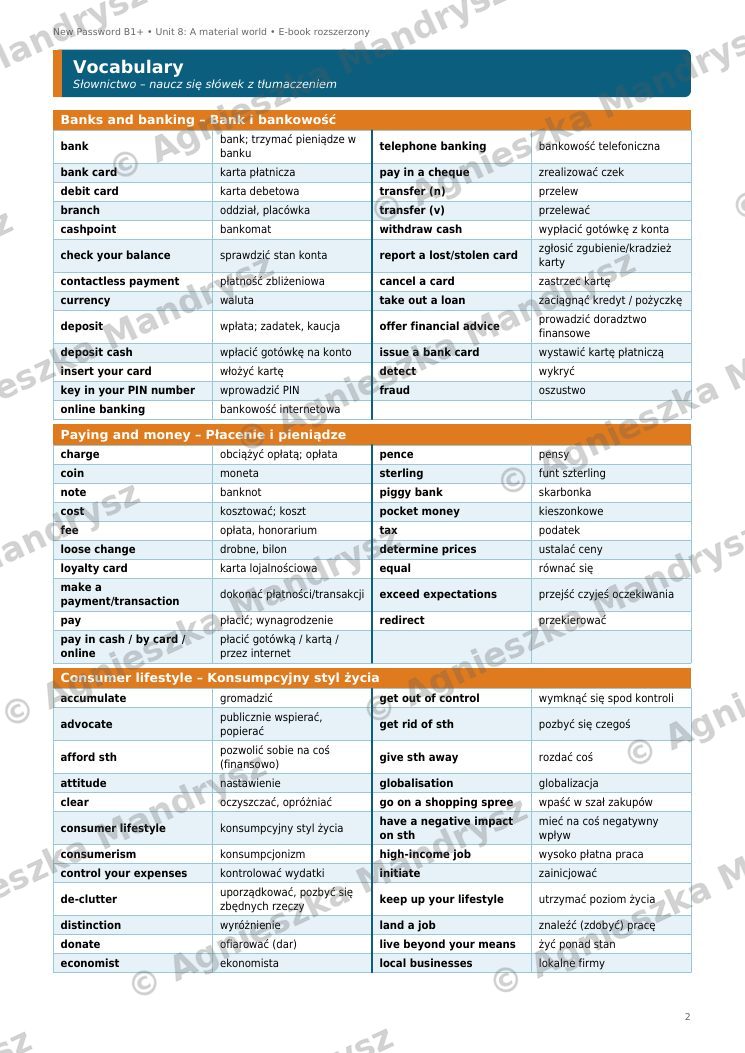 New Password B1+ • Unit 8: A material world • E-book rozszerzony
Vocabulary
Słownictwo – naucz się słówek z tłumaczeniem
Banks and banking – Bank i bankowość
bank bank; trzymać pieniądze w banku telephone banking bankowość telefoniczna
bank card karta płatnicza pay in a cheque zrealizować czek
debit card karta debetowa transfer (n) przelew
branch oddział, placówka transfer (v) przelewać
cashpoint bankomat withdraw cash wypłacić gotówkę z konta
check your balance sprawdzić stan konta report a lost/stolen card zgłosić zgubienie/kradzież karty
contactless payment płatność zbliżeniowa cancel a card zastrzec kartę
currency waluta take out a loan zaciągnąć kredyt / pożyczkę
deposit wpłata; zadatek, kaucja offer financial advice prowadzić doradztwo finansowe
deposit cash wpłacić gotówkę na konto issue a bank card wystawić kartę płatniczą
insert your card włożyć kartę detect wykryć
key in your PIN number wprowadzić PIN fraud oszustwo
online banking bankowość internetowa
Paying and money – Płacenie i pieniądze
charge obciążyć opłatą; opłata pence pensy
coin moneta sterling funt szterling
note banknot piggy bank skarbonka
cost kosztować; koszt pocket money kieszonkowe
fee opłata, honorarium tax podatek
loose change drobne, bilon determine prices ustalać ceny
loyalty card karta lojalnościowa equal równać się
make a payment/transaction dokonać płatności/transakcji exceed expectations przejść czyjeś oczekiwania
pay płacić; wynagrodzenie redirect przekierować
pay in cash / by card / online płacić gotówką / kartą / przez internet
Consumer lifestyle – Konsumpcyjny styl życia
accumulate gromadzić get out of control wymknąć się spod kontroli
advocate publicznie wspierać, popierać get rid of sth pozbyć się czegoś
afford sth pozwolić sobie na coś (finansowo) give sth away rozdać coś
attitude nastawienie globalisation globalizacja
clear oczyszczać, opróżniać go on a shopping spree wpaść w szał zakupów
consumer lifestyle konsumpcyjny styl życia have a negative impact on sth mieć na coś negatywny wpływ
consumerism konsumpcjonizm high-income job wysoko płatna praca
control your expenses kontrolować wydatki initiate zainicjować
de-clutter uporządkować, pozbyć się zbędnych rzeczy keep up your lifestyle utrzymać poziom życia
distinction wyróżnienie land a job znaleźć (zdobyć) pracę
donate ofiarować (dar) live beyond your means żyć ponad stan
economist ekonomista local businesses lokalne firmy
2
© Agnieszka Mandrysz